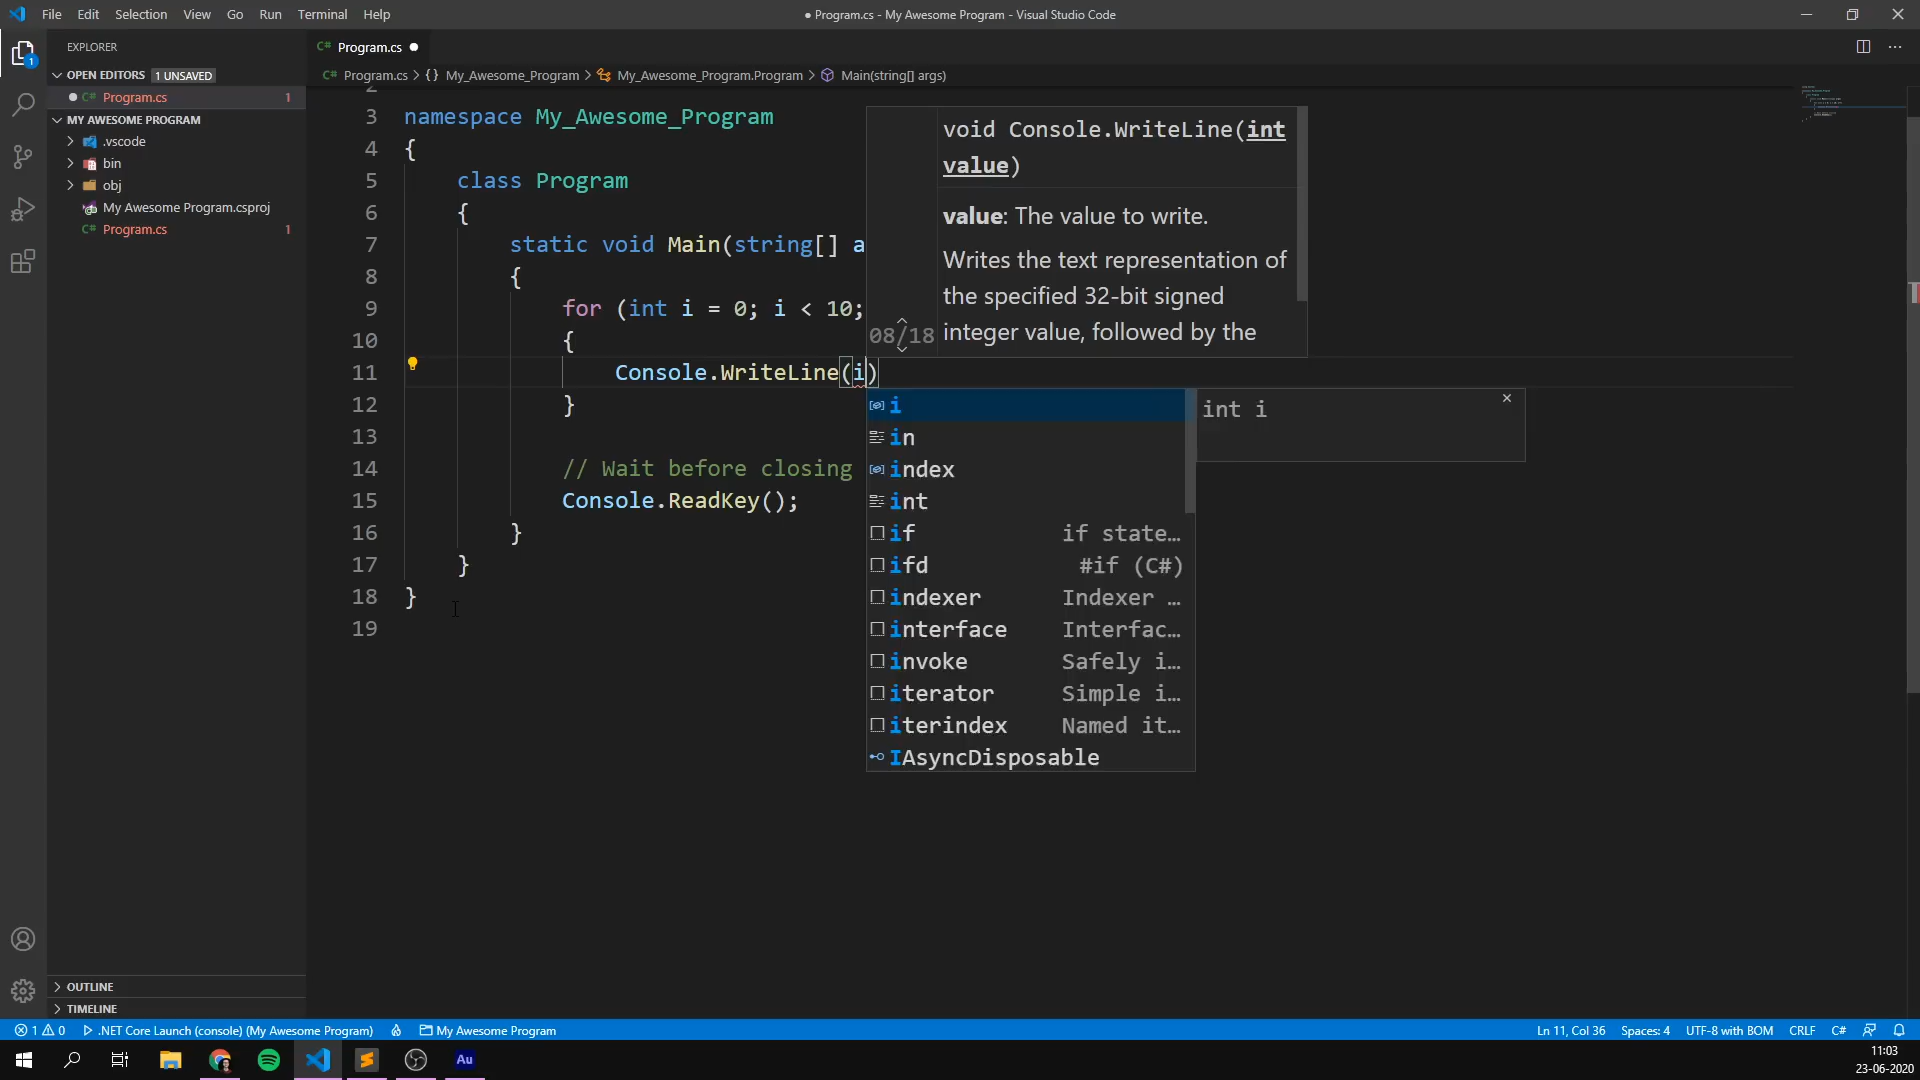 File Edit Selection View Go Run Terminal Help
● Program.cs - My Awesome Program - Visual Studio Code
EXPLORER
OPEN EDITORS 1 UNSAVED
C# Program.cs 1
MY AWESOME PROGRAM
.vscode
bin
obj
My Awesome Program.csproj
C# Program.cs 1
OUTLINE
TIMELINE
1
C# Program.cs ●
C# Program.cs > {} My_Awesome_Program > My_Awesome_Program.Program > Main(string[] args)
2
3 namespace My_Awesome_Program
4 {
5 class Program
6 {
7 static void Main(string[] a
8 {
9 for (int i = 0; i < 10;
10 {
11 Console.WriteLine(i)
12 }
13
14 // Wait before closing
15 Console.ReadKey();
16 }
17 }
18 }
19
void Console.WriteLine(int
value)
value: The value to write.
Writes the text representation of
the specified 32-bit signed
08/18 integer value, followed by the
i
in
index
int
if if state…
ifd #if (C#)
indexer Indexer …
interface Interfac…
invoke Safely i…
iterator Simple i…
iterindex Named it…
IAsyncDisposable
int i
1 0 .NET Core Launch (console) (My Awesome Program) My Awesome Program
Ln 11, Col 36 Spaces: 4 UTF-8 with BOM CRLF C#
Au
11:03
23-06-2020